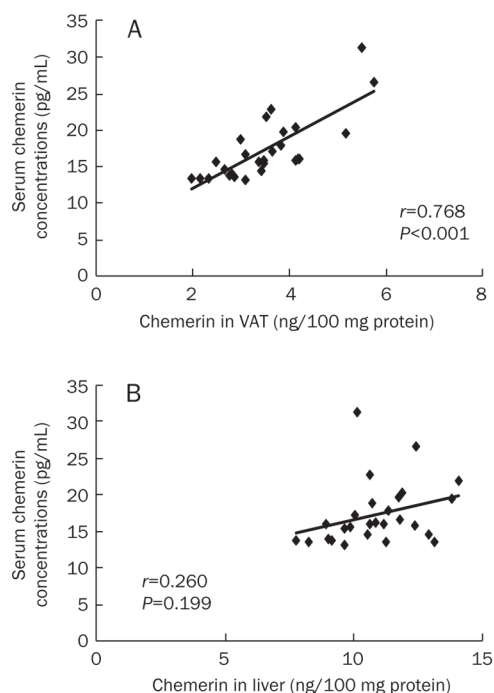 A
35
30
25
20
15
10
5
0
Serum chemerin
concentrations (pg/mL)
r=0.768
P<0.001
0 2 4 6 8
Chemerin in VAT (ng/100 mg protein)
B
35
30
25
20
15
10
5
0
Serum chemerin
concentrations (pg/mL)
r=0.260
P=0.199
0 5 10 15
Chemerin in liver (ng/100 mg protein)